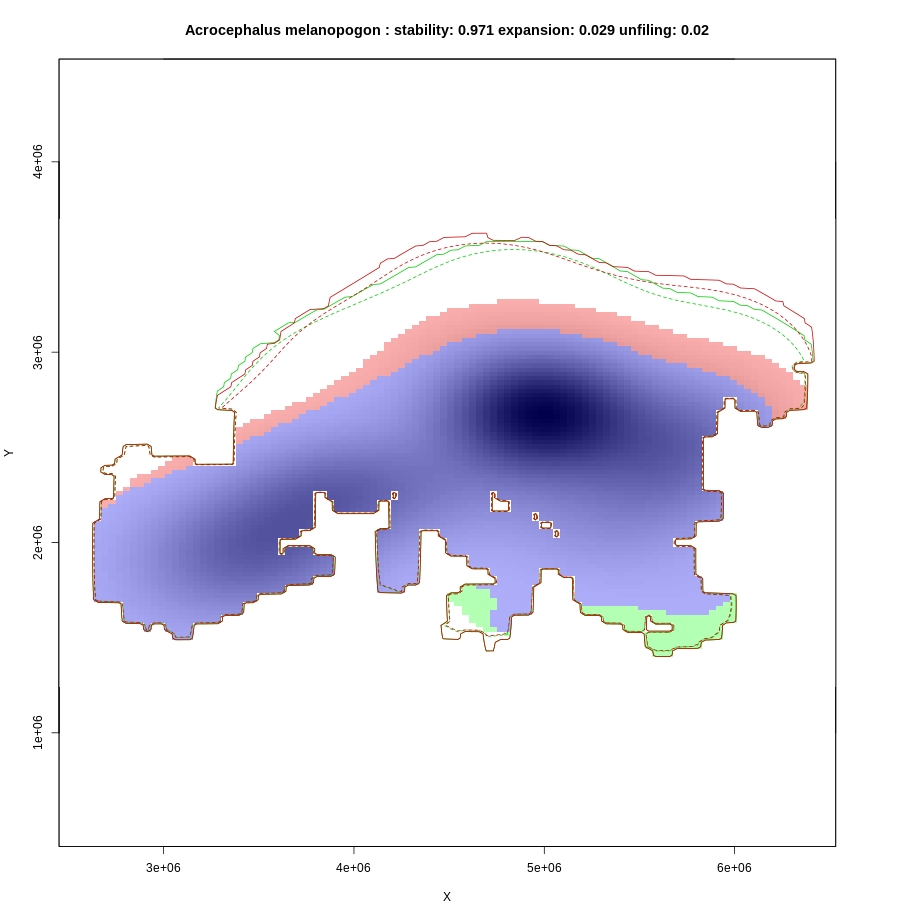 Acrocephalus melanopogon : stability: 0.971 expansion: 0.029 unfiling: 0.02
4e+06
3e+06
2e+06
1e+06
Y
3e+06 4e+06 5e+06 6e+06
X